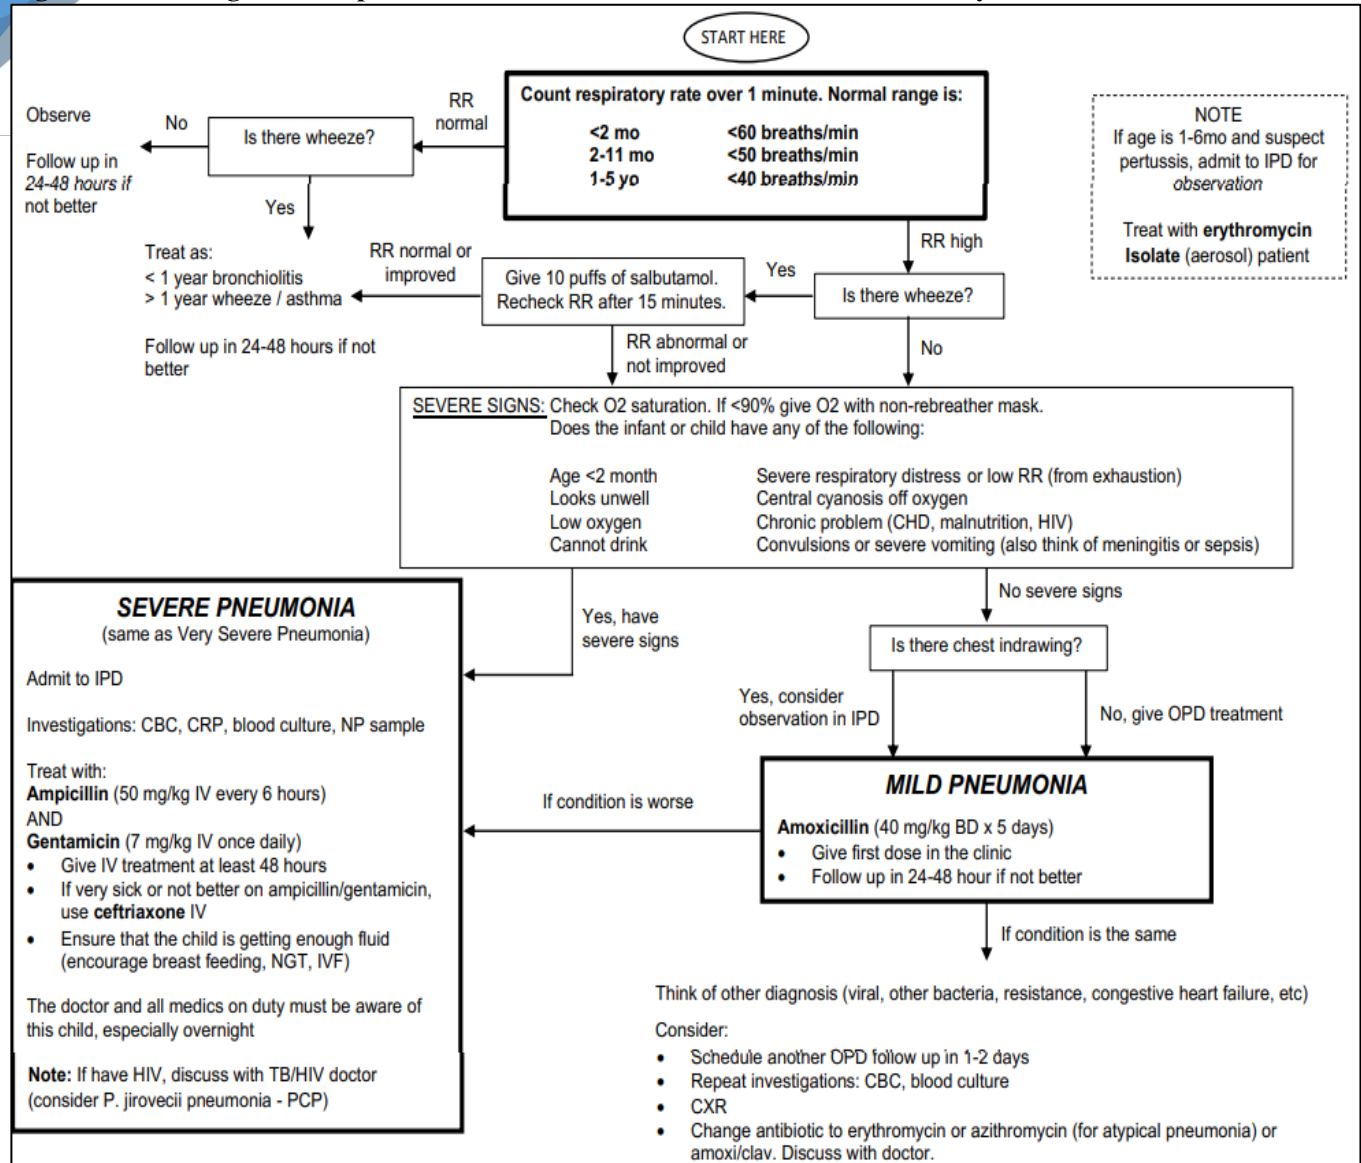 START HERE
Count respiratory rate over 1 minute. Normal range is:
<2 mo <60 breaths/min
2-11 mo <50 breaths/min
1-5 yo <40 breaths/min
NOTE
If age is 1-6mo and suspect
pertussis, admit to IPD for
observation
Treat with erythromycin
Isolate (aerosol) patient
RR
normal
Is there wheeze?
No
Observe
Follow up in
24-48 hours if
not better
Yes
Treat as:
< 1 year bronchiolitis
> 1 year wheeze / asthma
Follow up in 24-48 hours if not
better
RR high
Is there wheeze?
Yes
Give 10 puffs of salbutamol.
Recheck RR after 15 minutes.
RR normal or
improved
RR abnormal or
not improved
No
SEVERE SIGNS: Check O2 saturation. If <90% give O2 with non-rebreather mask.
Does the infant or child have any of the following:
Age <2 month Severe respiratory distress or low RR (from exhaustion)
Looks unwell Central cyanosis off oxygen
Low oxygen Chronic problem (CHD, malnutrition, HIV)
Cannot drink Convulsions or severe vomiting (also think of meningitis or sepsis)
Yes, have
severe signs
No severe signs
SEVERE PNEUMONIA
(same as Very Severe Pneumonia)
Admit to IPD
Investigations: CBC, CRP, blood culture, NP sample
Treat with:
Ampicillin (50 mg/kg IV every 6 hours)
AND
Gentamicin (7 mg/kg IV once daily)
• Give IV treatment at least 48 hours
• If very sick or not better on ampicillin/gentamicin,
use ceftriaxone IV
• Ensure that the child is getting enough fluid
(encourage breast feeding, NGT, IVF)
The doctor and all medics on duty must be aware of
this child, especially overnight
Note: If have HIV, discuss with TB/HIV doctor
(consider P. jirovecii pneumonia - PCP)
Is there chest indrawing?
Yes, consider
observation in IPD
No, give OPD treatment
MILD PNEUMONIA
Amoxicillin (40 mg/kg BD x 5 days)
• Give first dose in the clinic
• Follow up in 24-48 hour if not better
If condition is worse
If condition is the same
Think of other diagnosis (viral, other bacteria, resistance, congestive heart failure, etc)
Consider:
• Schedule another OPD follow up in 1-2 days
• Repeat investigations: CBC, blood culture
• CXR
• Change antibiotic to erythromycin or azithromycin (for atypical pneumonia) or
amoxi/clav. Discuss with doctor.